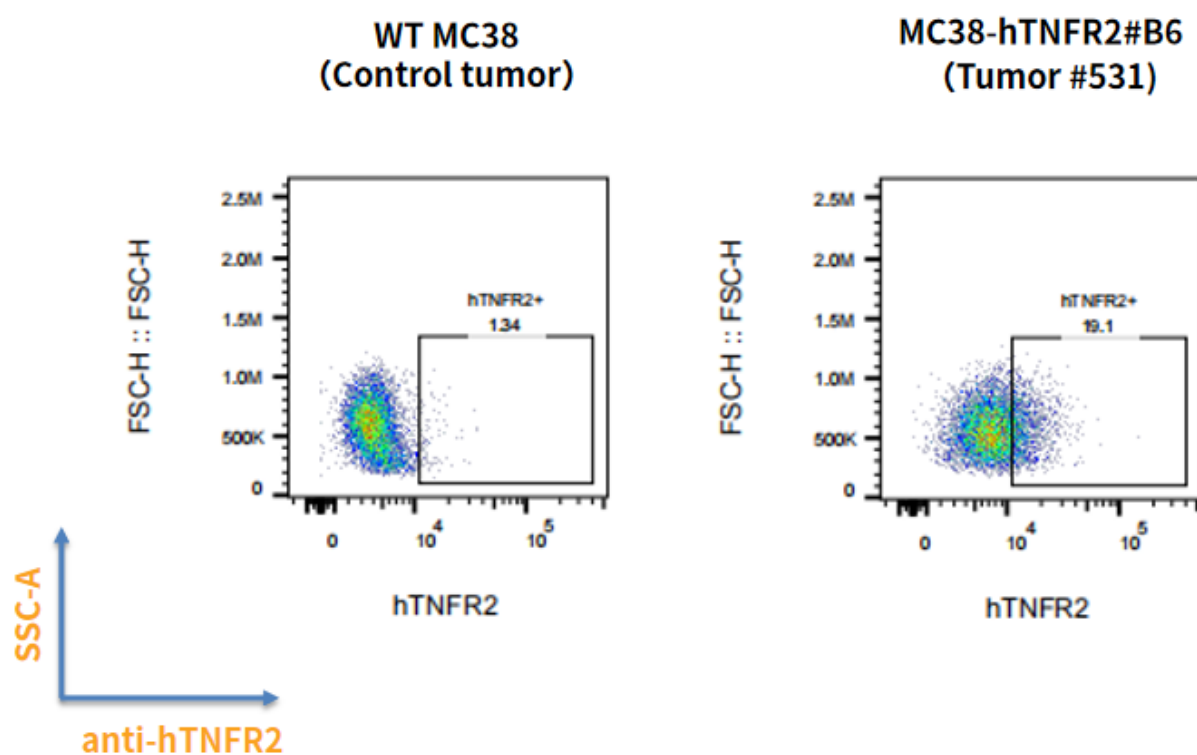 WT MC38
(Control tumor)
MC38-hTNFR2#B6
(Tumor #531)
FSC-H :: FSC-H
2.5M
2.0M
1.5M
1.0M
500K
0
hTNFR2+
1.34
0
10^4
10^5
hTNFR2
FSC-H :: FSC-H
2.5M
2.0M
1.5M
1.0M
500K
0
hTNFR2+
19.1
0
10^4
10^5
hTNFR2
SSC-A
anti-hTNFR2